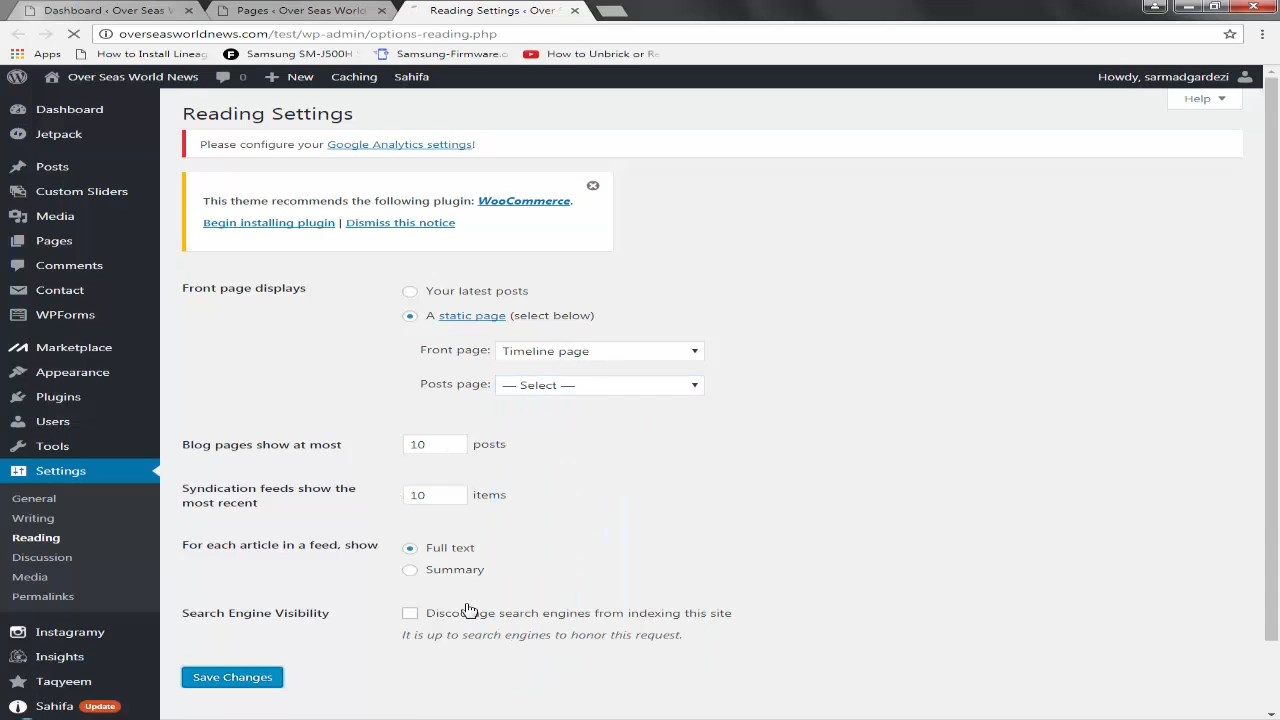 Dashboard ‹ Over Seas W
Pages ‹ Over Seas World
Reading Settings ‹ Over S
overseasworldnews.com/test/wp-admin/options-reading.php
Apps
How to Install Lineag
Samsung SM-J500H
Samsung-Firmware.c
How to Unbrick or Re
Over Seas World News
0
New
Caching
Sahifa
Howdy, sarmadgardezi
Help
Dashboard
Jetpack
Posts
Custom Sliders
Media
Pages
Comments
Contact
WPForms
Marketplace
Appearance
Plugins
Users
Tools
Settings
General
Writing
Reading
Discussion
Media
Permalinks
Instagramy
Insights
Taqyeem
Sahifa Update
Reading Settings
Please configure your Google Analytics settings!
This theme recommends the following plugin: WooCommerce.
Begin installing plugin | Dismiss this notice
Front page displays
Your latest posts
A static page (select below)
Front page: Timeline page
Posts page: — Select —
Blog pages show at most 10 posts
Syndication feeds show the
most recent
10 items
For each article in a feed, show
Full text
Summary
Search Engine Visibility
Discourage search engines from indexing this site
It is up to search engines to honor this request.
Save Changes